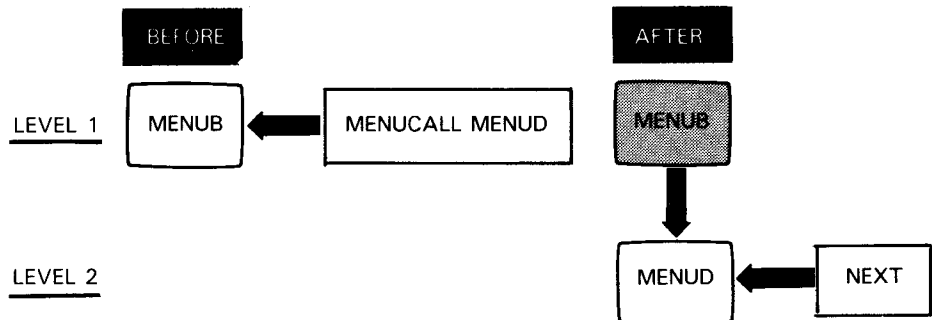 BEFORE AFTER
LEVEL 1 MENUB MENUCALL MENUD MENUB
LEVEL 2 MENUD NEXT